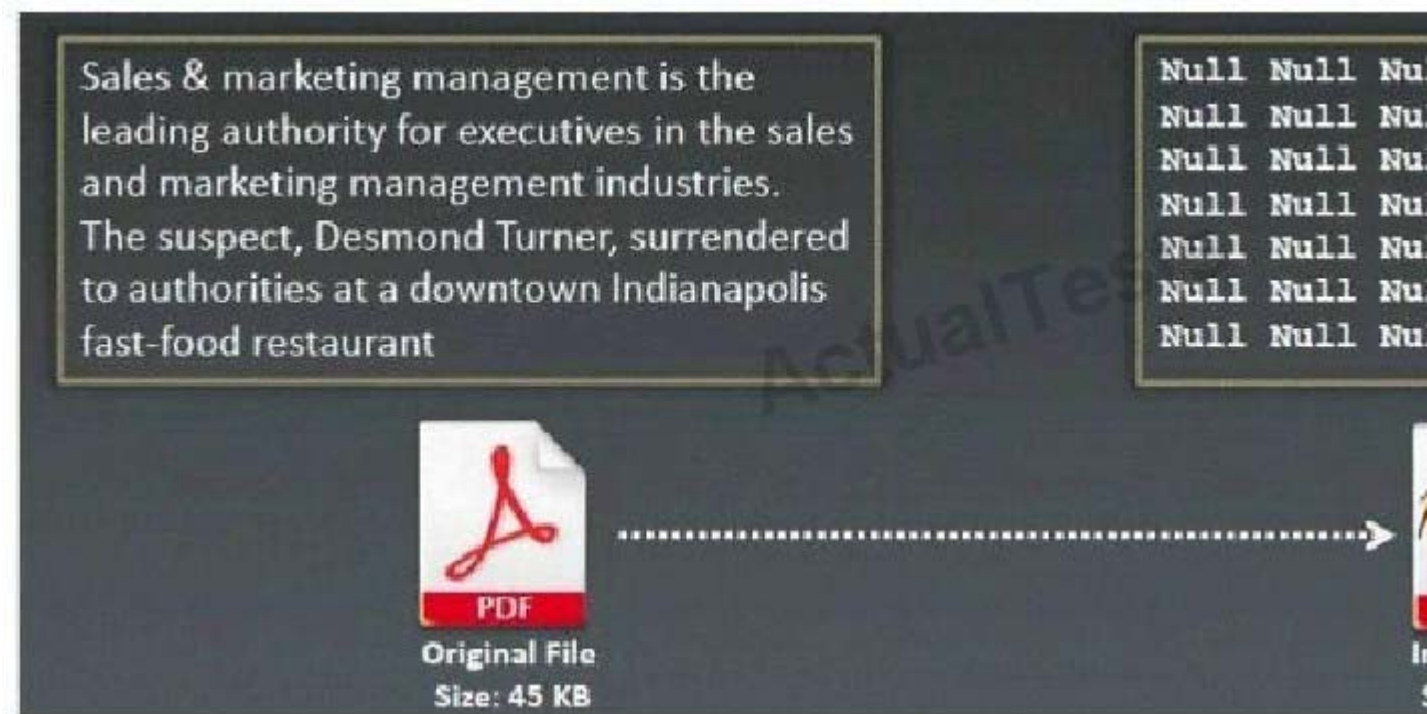 Sales & marketing management is the
leading authority for executives in the sales
and marketing management industries.
The suspect, Desmond Turner, surrendered
to authorities at a downtown Indianapolis
fast-food restaurant
Null Null
Null Null
Null Null
Null Null
Null Null
Null Null
Null Null
PDF
Original File
Size: 45 KB